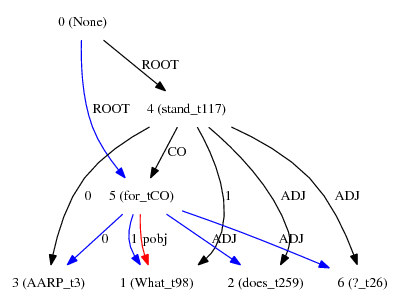 0 (None)
ROOT
ROOT
4 (stand_t117)
CO
0
5 (for_tCO)
1
ADJ
ADJ
0
1
pobj
ADJ
ADJ
3 (AARP_t3)
1 (What_t98)
2 (does_t259)
6 (?_t26)